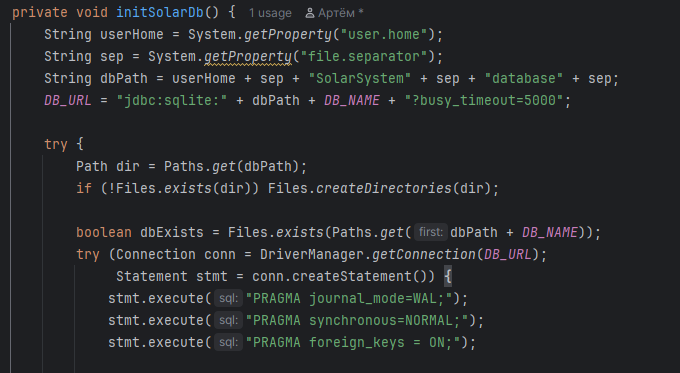 private void initSolarDb() { 1 usage Артём *
String userHome = System.getProperty("user.home");
String sep = System.getProperty("file.separator");
String dbPath = userHome + sep + "SolarSystem" + sep + "database" + sep;
DB_URL = "jdbc:sqlite:" + dbPath + DB_NAME + "?busy_timeout=5000";
try {
Path dir = Paths.get(dbPath);
if (!Files.exists(dir)) Files.createDirectories(dir);
boolean dbExists = Files.exists(Paths.get( first: dbPath + DB_NAME));
try (Connection conn = DriverManager.getConnection(DB_URL);
Statement stmt = conn.createStatement()) {
stmt.execute( sql: "PRAGMA journal_mode=WAL;");
stmt.execute( sql: "PRAGMA synchronous=NORMAL;");
stmt.execute( sql: "PRAGMA foreign_keys = ON;");